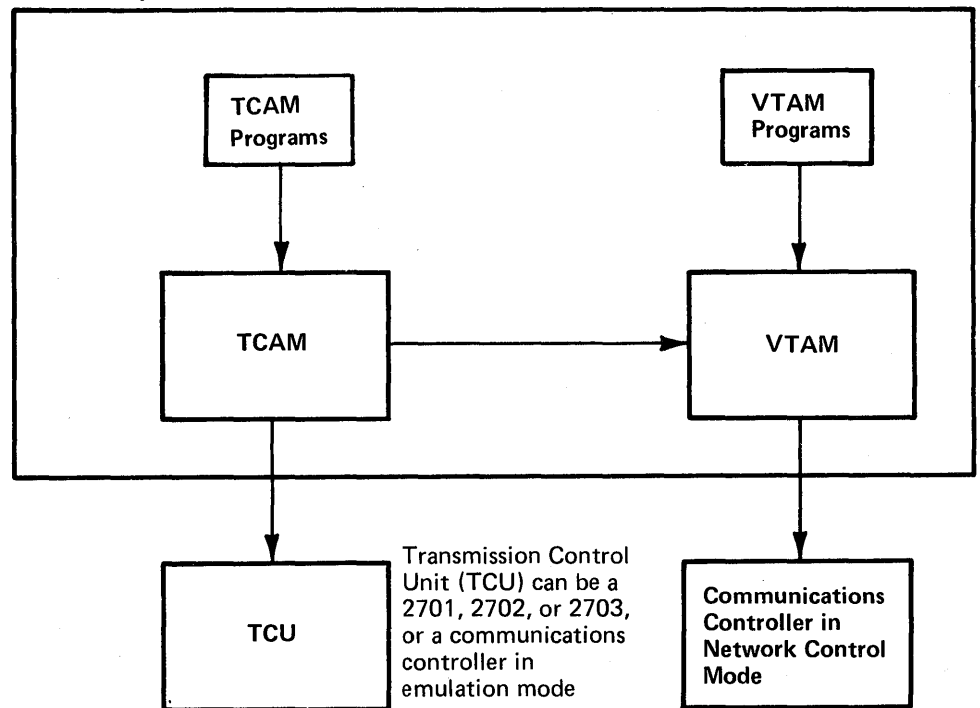 TCAM
Programs
VTAM
Programs
TCAM
VTAM
TCU
Transmission Control
Unit (TCU) can be a
2701, 2702, or 2703,
or a communications
controller in
emulation mode
Communications
Controller in
Network Control
Mode